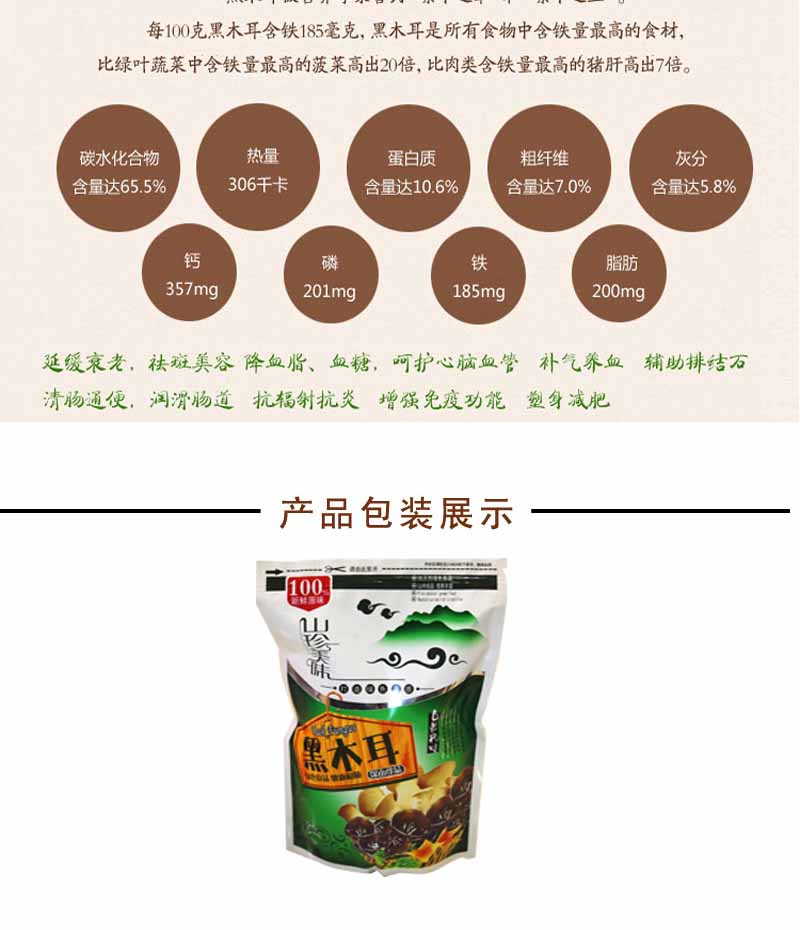 每100克黑木耳含铁185毫克, 黑木耳是所有食物中含铁量最高的食材,
比绿叶蔬菜中含铁量最高的菠菜高出20倍, 比肉类含铁量最高的猪肝高出7倍。
碳水化合物
含量达65.5%
热量
306千卡
蛋白质
含量达10.6%
粗纤维
含量达7.0%
灰分
含量达5.8%
钙
357mg
磷
201mg
铁
185mg
脂肪
200mg
延缓衰老, 祛斑美容 降血脂、血糖, 呵护心脑血管 补气养血 辅助排结石
清肠通便, 润滑肠道 抗辐射抗炎 增强免疫功能 塑身减肥
产品包装展示
100%
新鲜原味
山珍美味
黑木耳